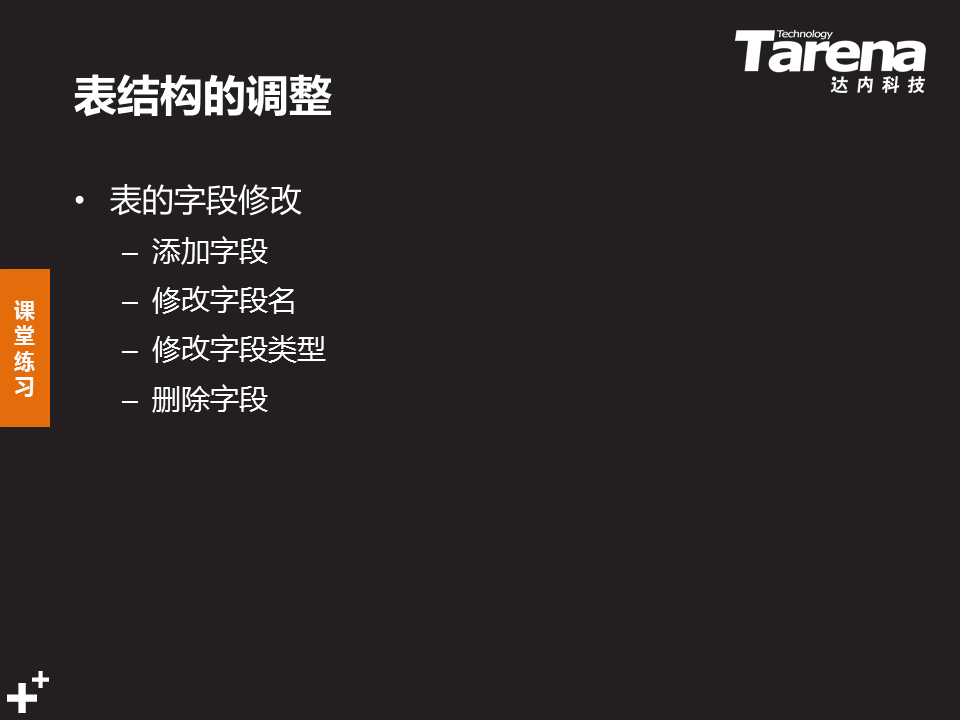 Technology
Tarena
达内科技
表结构的调整
• 表的字段修改
– 添加字段
– 修改字段名
– 修改字段类型
– 删除字段
课堂练习